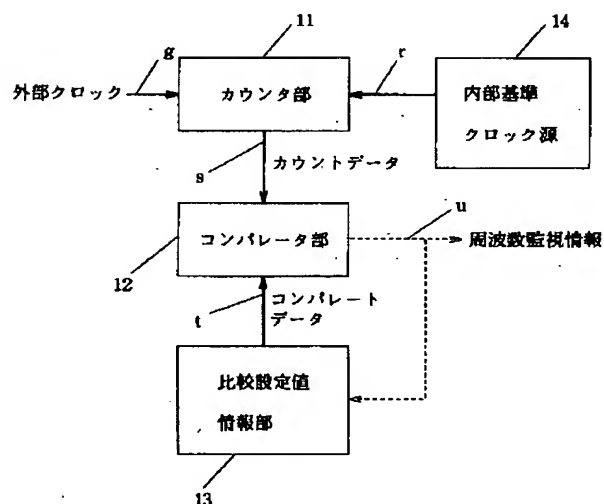 11
14
g
外部クロック
カウンタ部
r
内部基準
クロック源
s
カウントデータ
コンパレータ部
u
周波数監視情報
12
t
コンパレート
データ
比較設定値
情報部
13